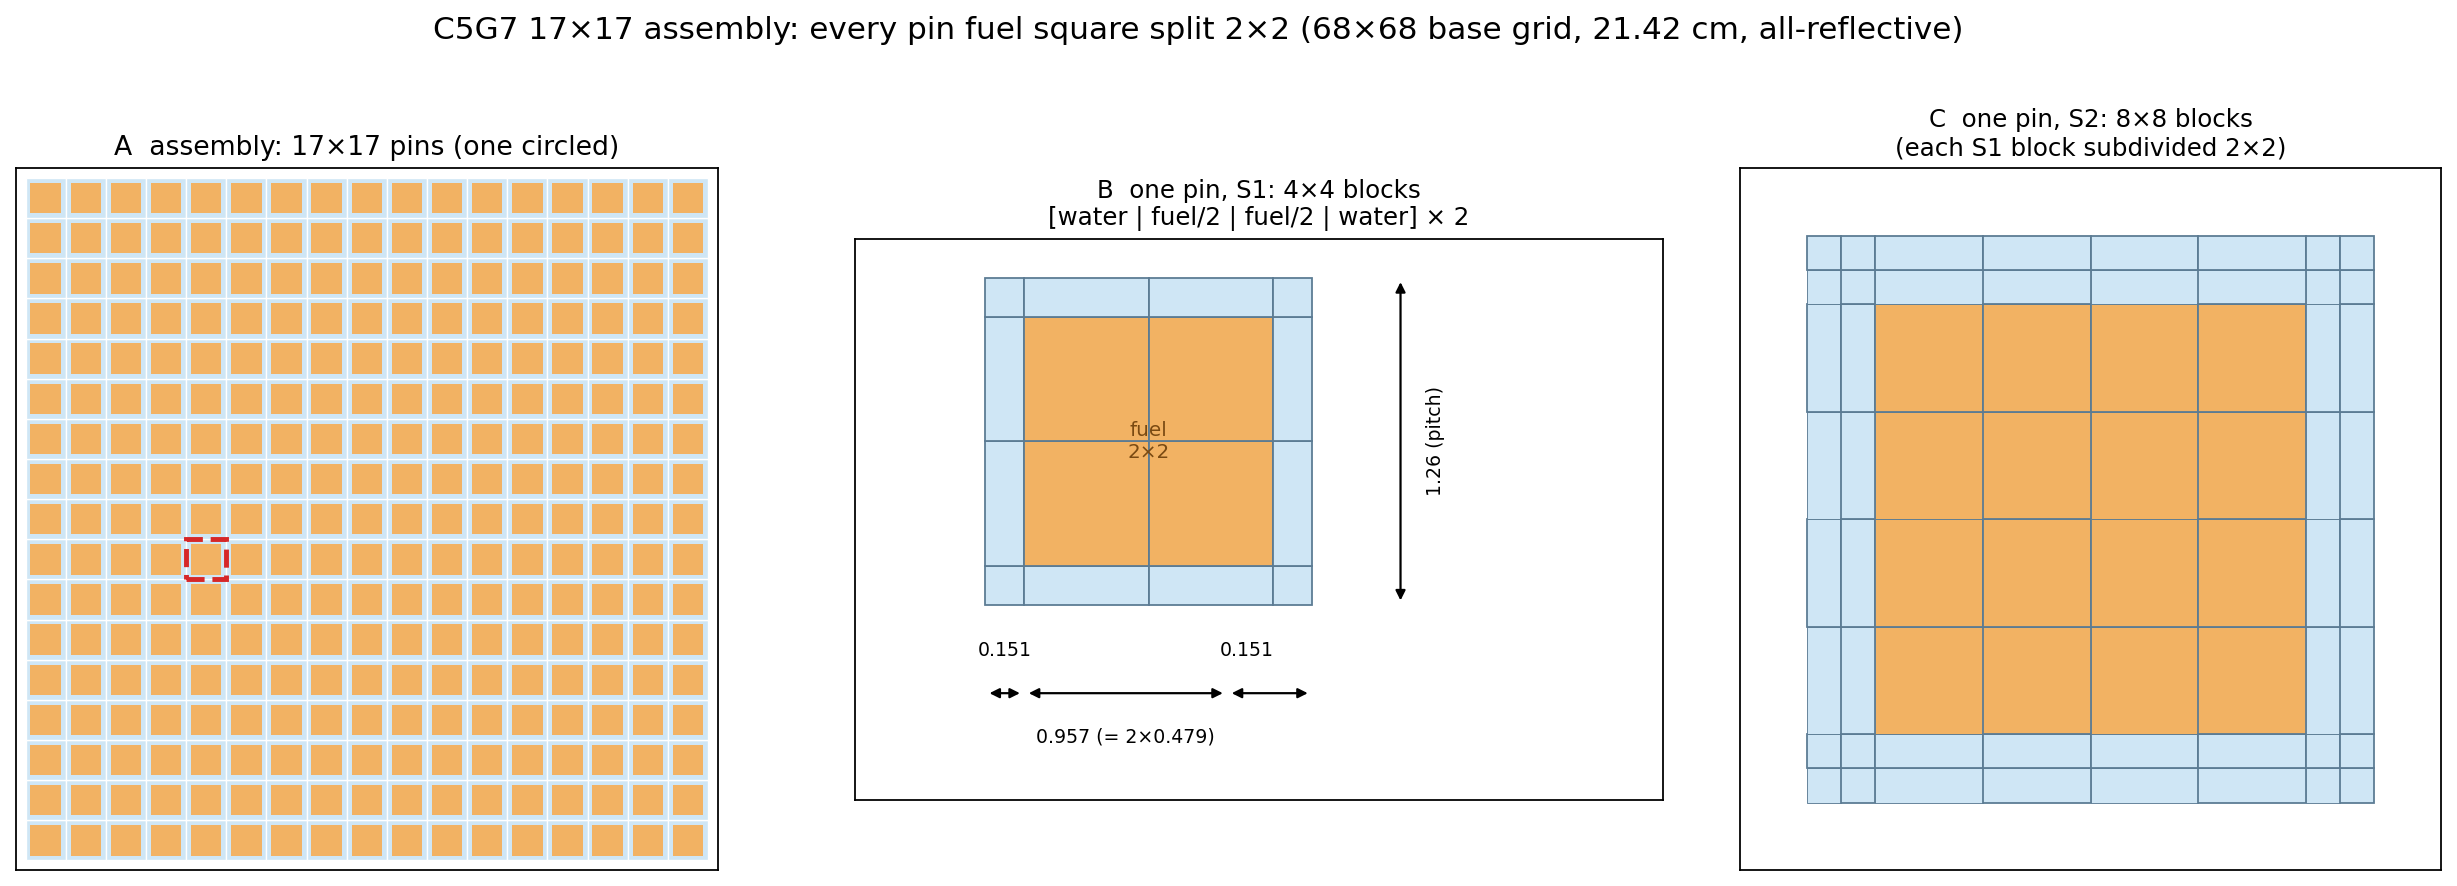 C5G7 17×17 assembly: every pin fuel square split 2×2 (68×68 base grid, 21.42 cm, all-reflective)
A  assembly: 17×17 pins (one circled)
B  one pin, S1: 4×4 blocks
[water | fuel/2 | fuel/2 | water] × 2
fuel
2×2
1.26 (pitch)
0.151
0.151
0.957 (= 2×0.479)
C  one pin, S2: 8×8 blocks
(each S1 block subdivided 2×2)